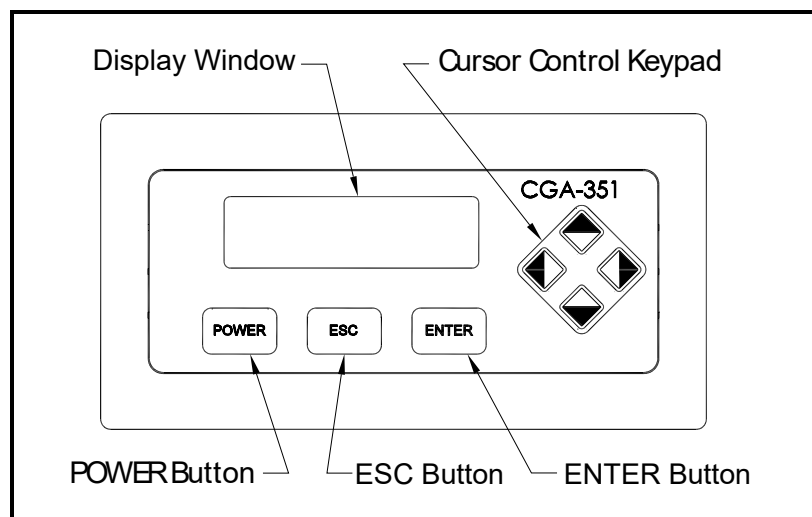 Display Window
Cursor Control Keypad
CGA-351
POWER
ESC
ENTER
POWER Button
ESC Button
ENTER Button